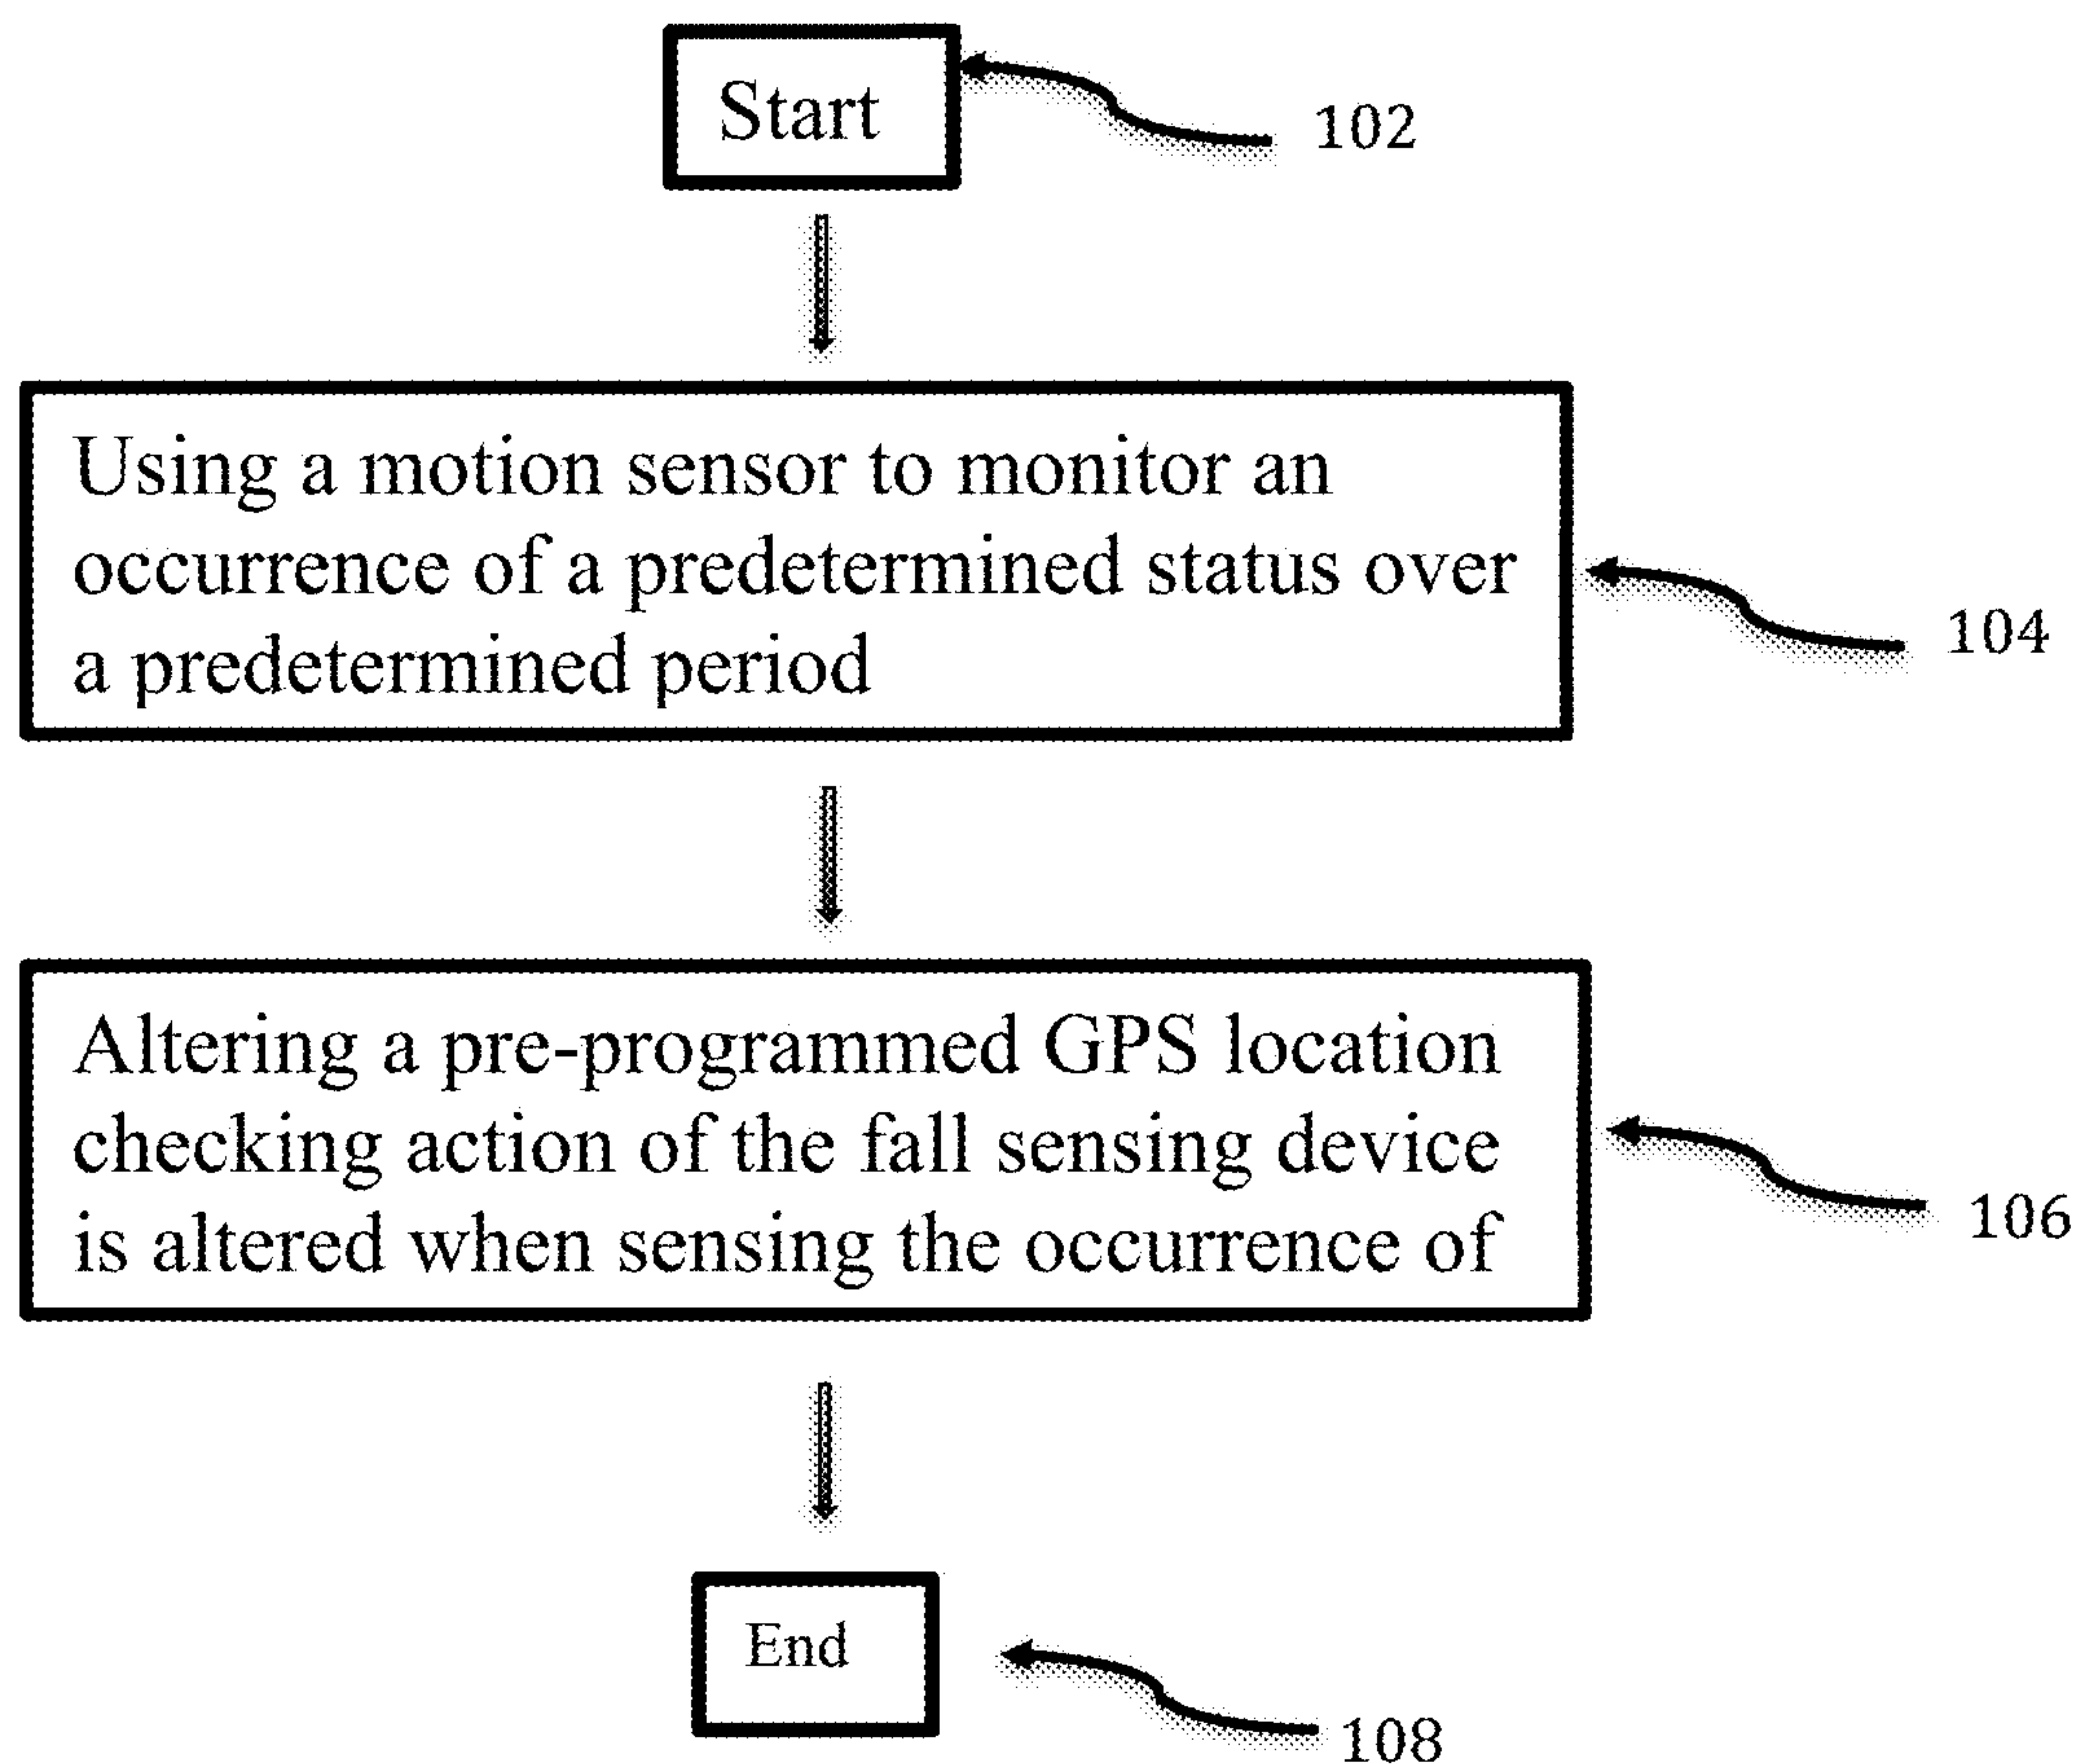 Start
102
Using a motion sensor to monitor an
occurrence of a predetermined status over
a predetermined period
104
Altering a pre-programmed GPS location
checking action of the fall sensing device
is altered when sensing the occurrence of
106
End
108